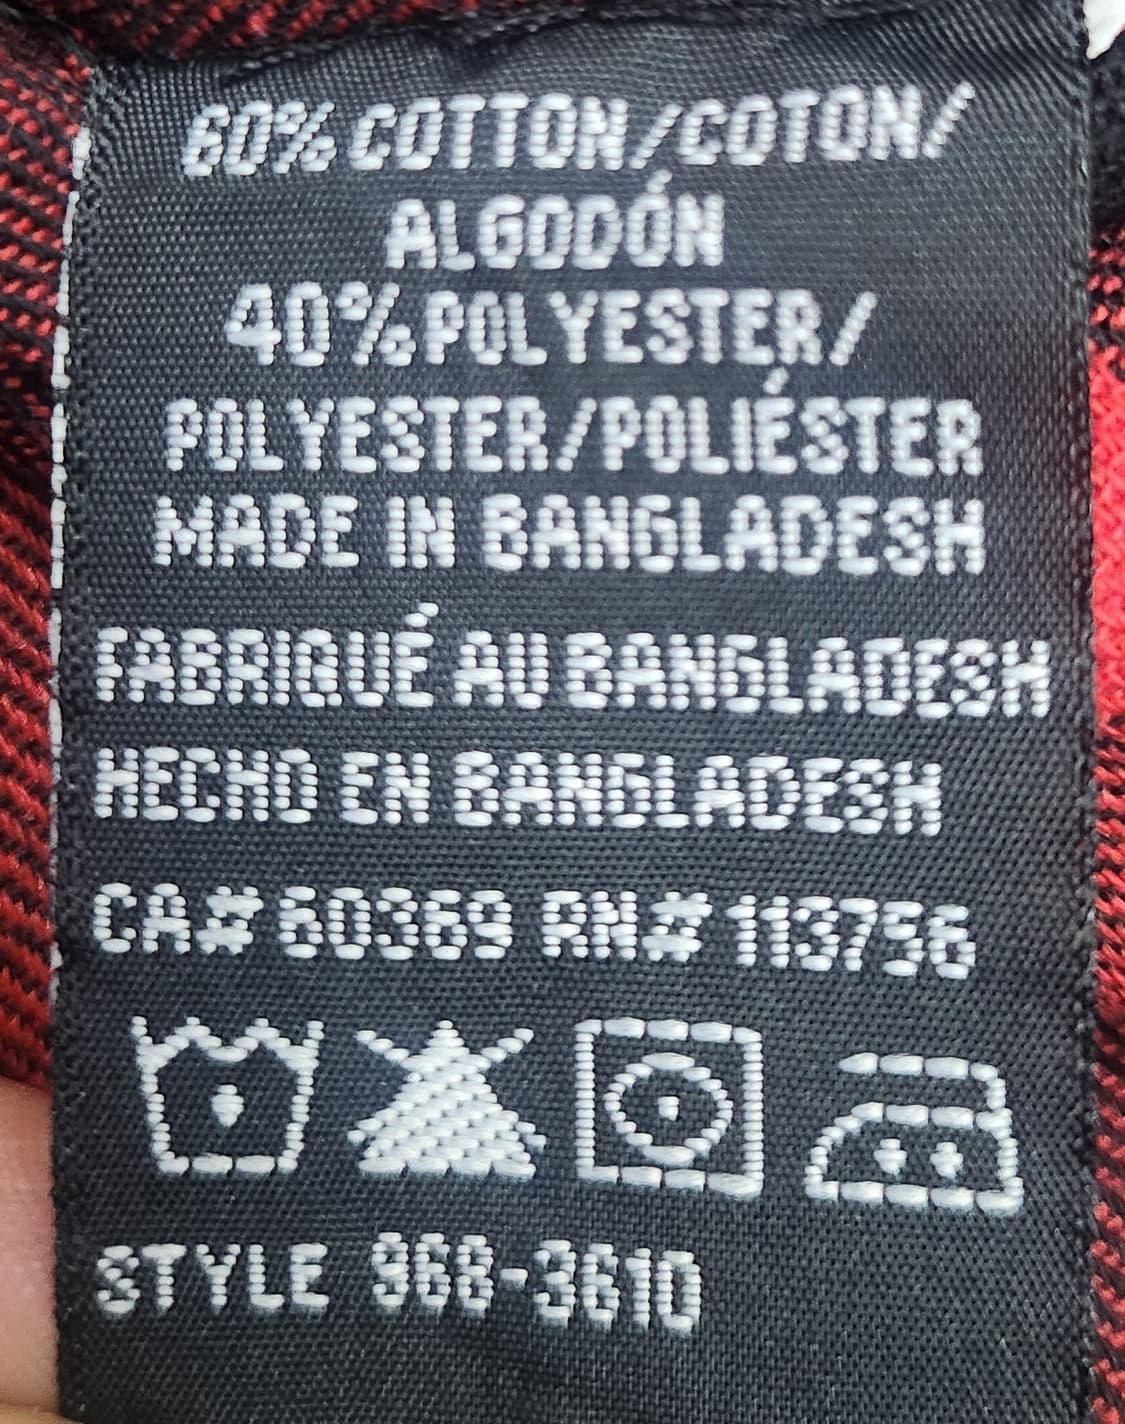 60% COTTON/COTON/
ALGODÓN
40% POLYESTER/
POLYESTER/POLIÉSTER
MADE IN BANGLADESH
FABRIQUÉ AU BANGLADESH
HECHO EN BANGLADESH
CA# 60369 RN# 113756
STYLE 968-3610